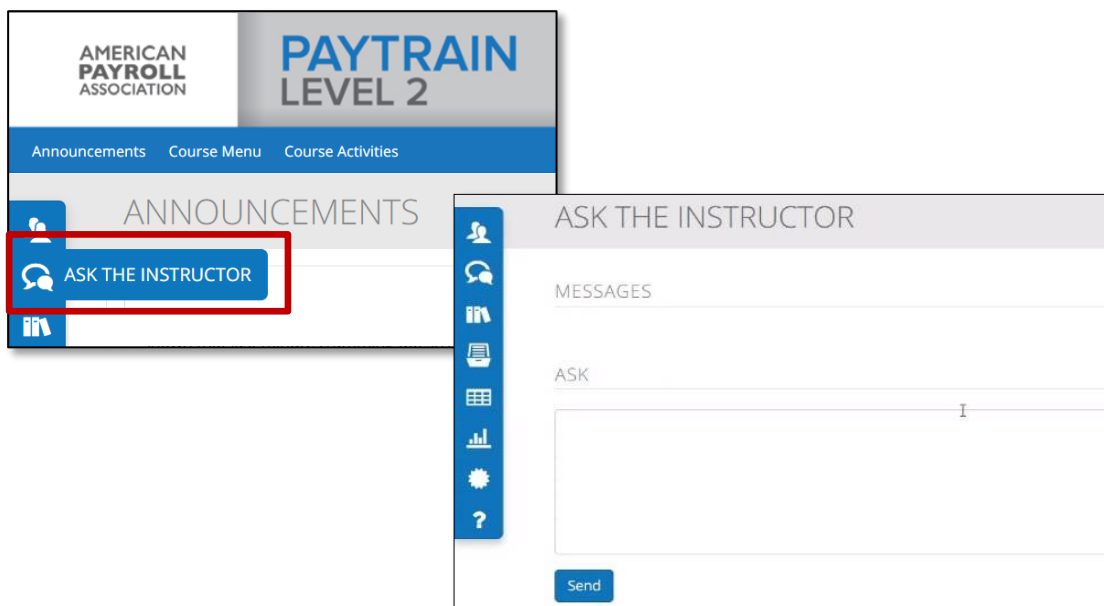 AMERICAN
PAYROLL
ASSOCIATION
PAYTRAIN
LEVEL 2
Announcements Course Menu Course Activities
ANNOUNCEMENTS
ASK THE INSTRUCTOR
ASK THE INSTRUCTOR
MESSAGES
ASK
?
Send